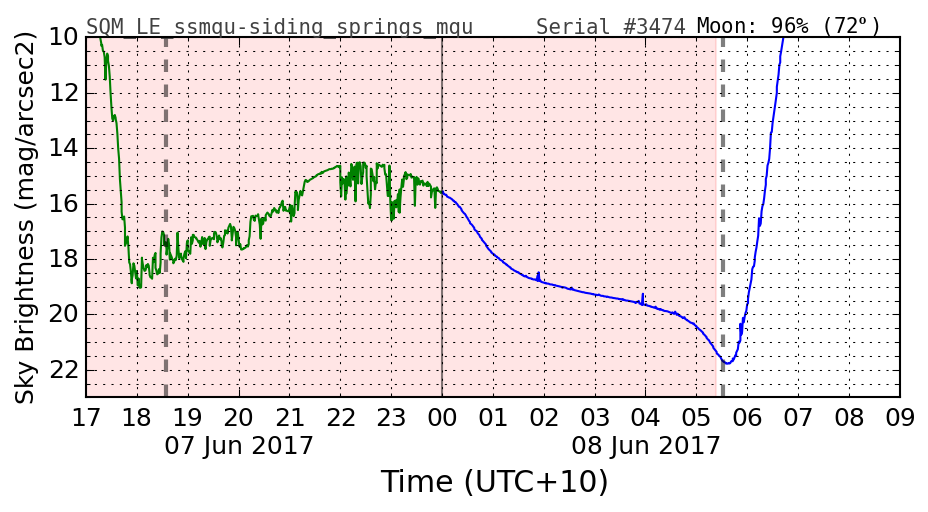 SQM_LE_ssmqu-siding_springs_mqu Serial #3474 Moon: 96% (72°)
Sky Brightness (mag/arcsec2)
10
12
14
16
18
20
22
17 18 19 20 21 22 23 00 01 02 03 04 05 06 07 08 09
07 Jun 2017 08 Jun 2017
Time (UTC+10)